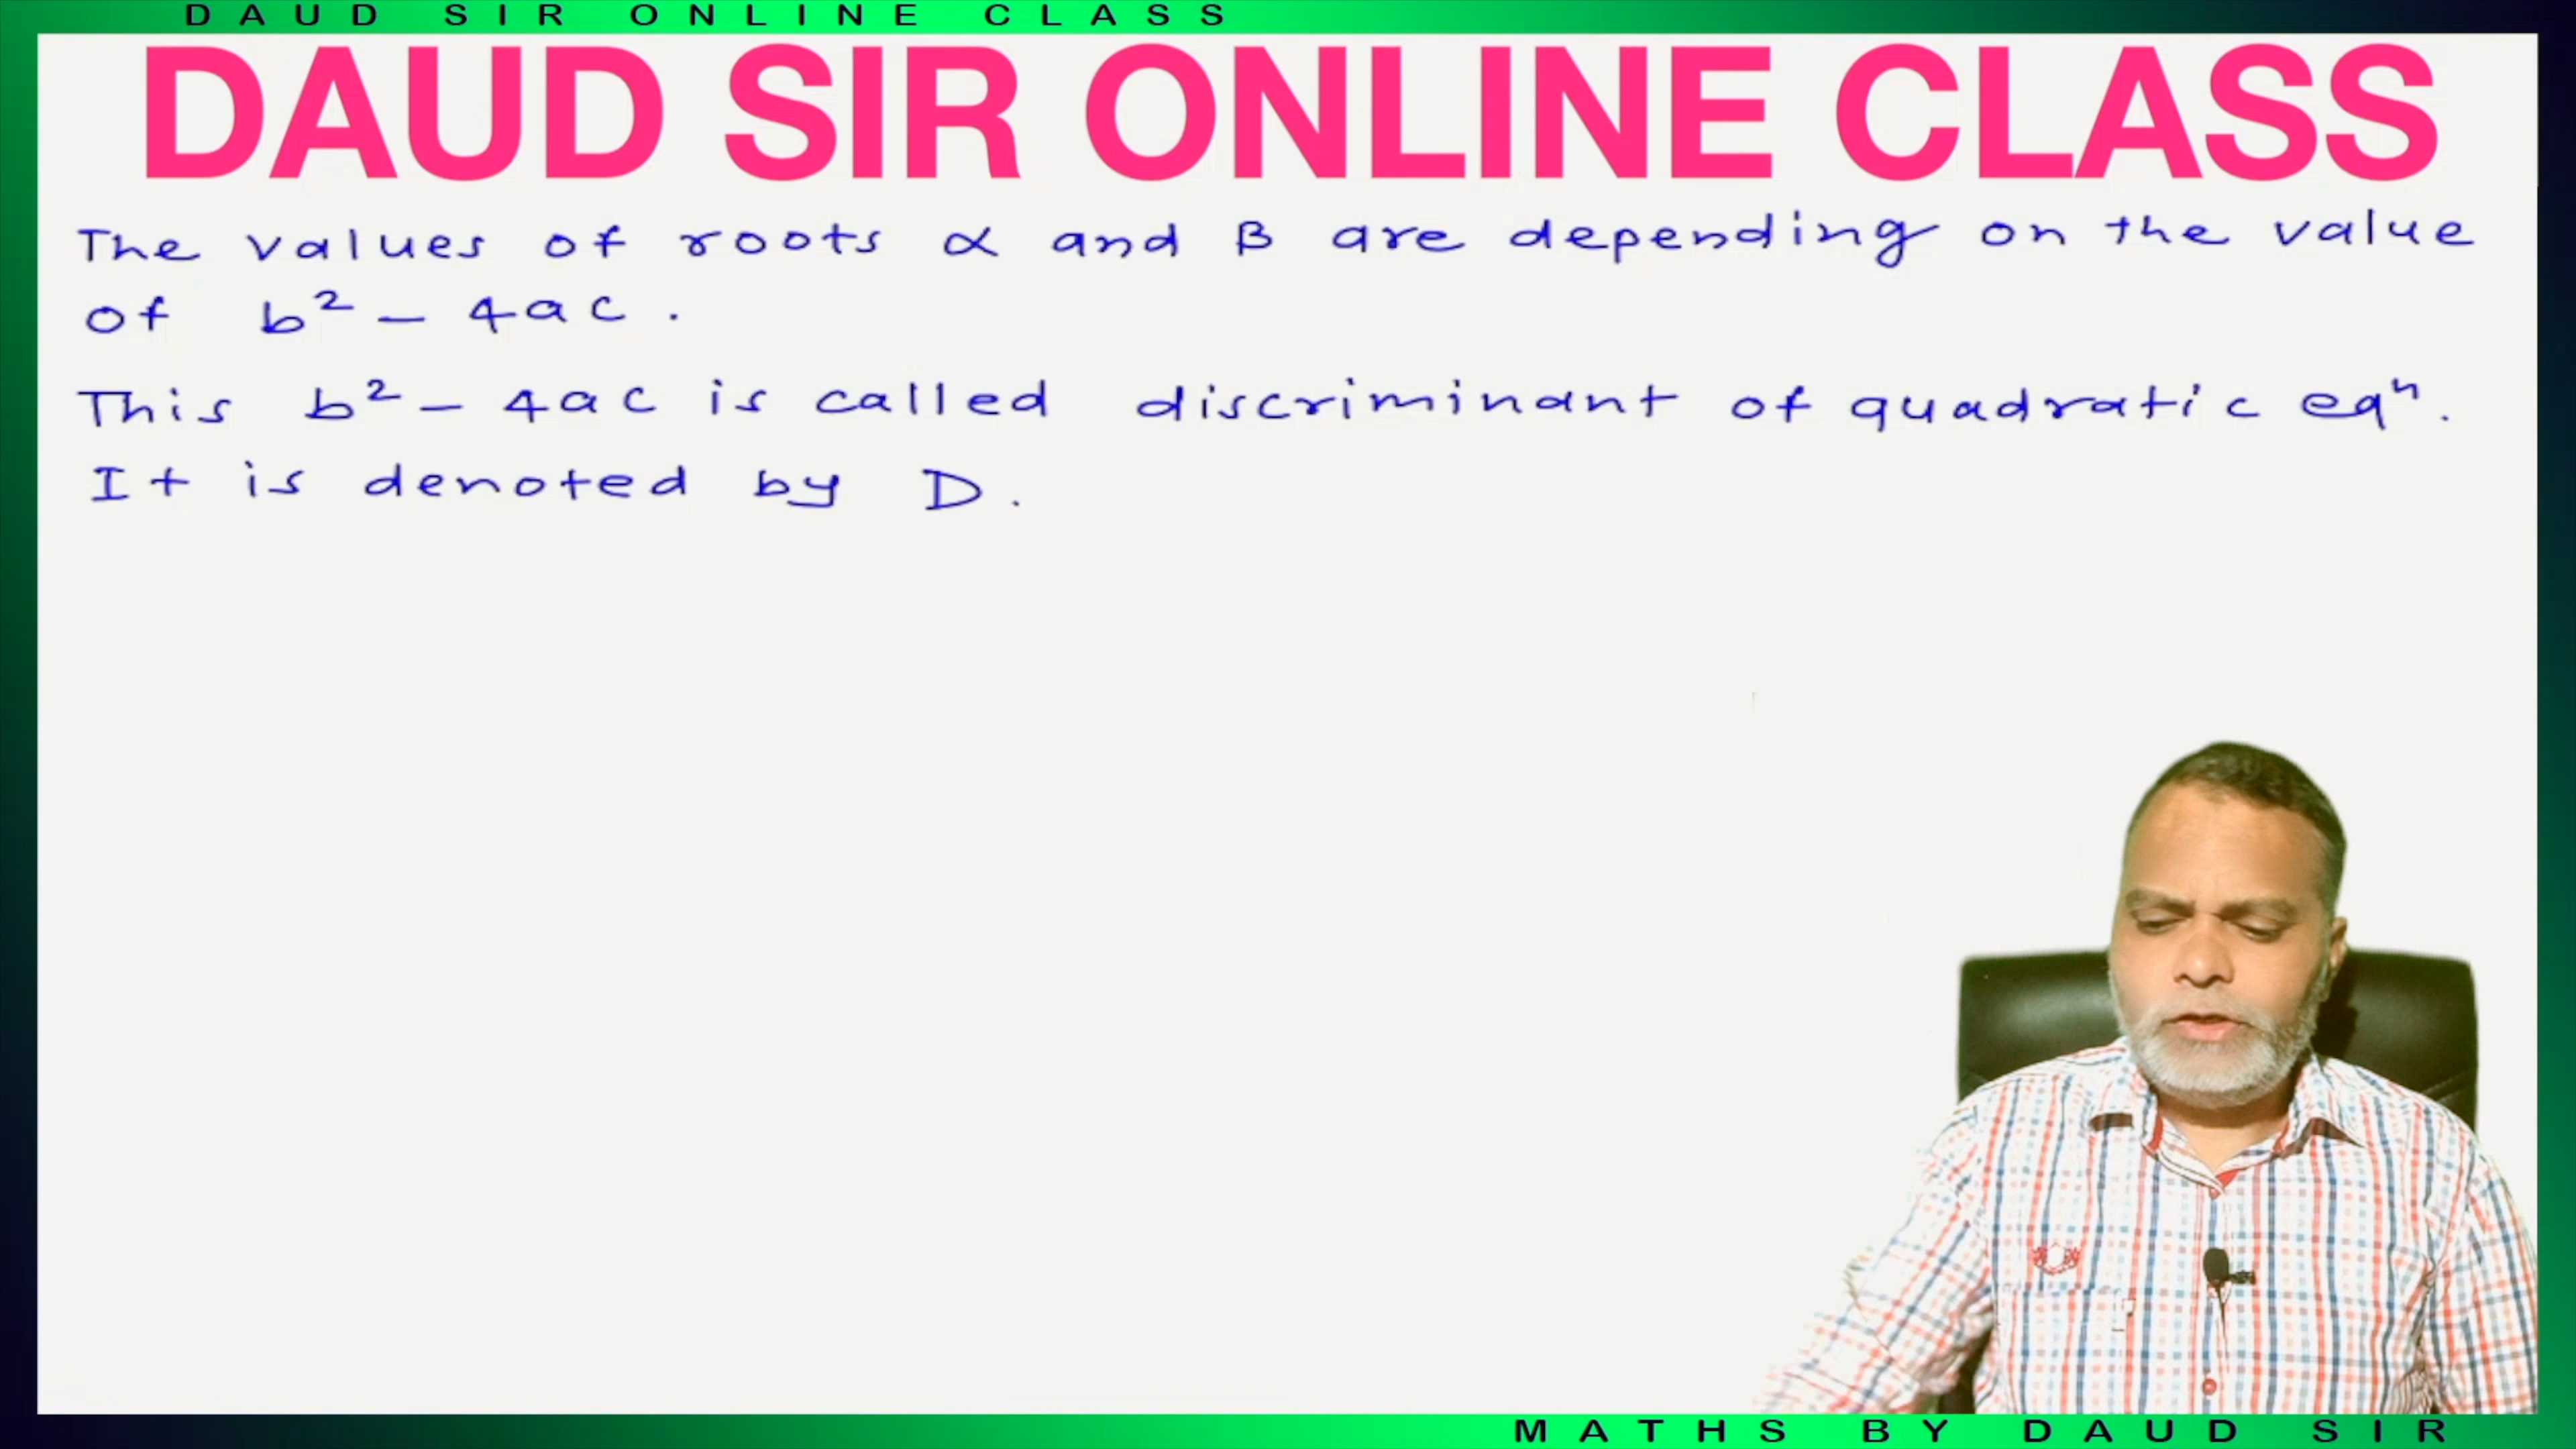 DAUD SIR ONLINE CLASS
DAUD SIR ONLINE CLASS
The values of roots α and β are depending on the value
of b² – 4ac.
This b² – 4ac is called discriminant of quadratic eqⁿ.
It is denoted by D.
MATHS BY DAUD SIR